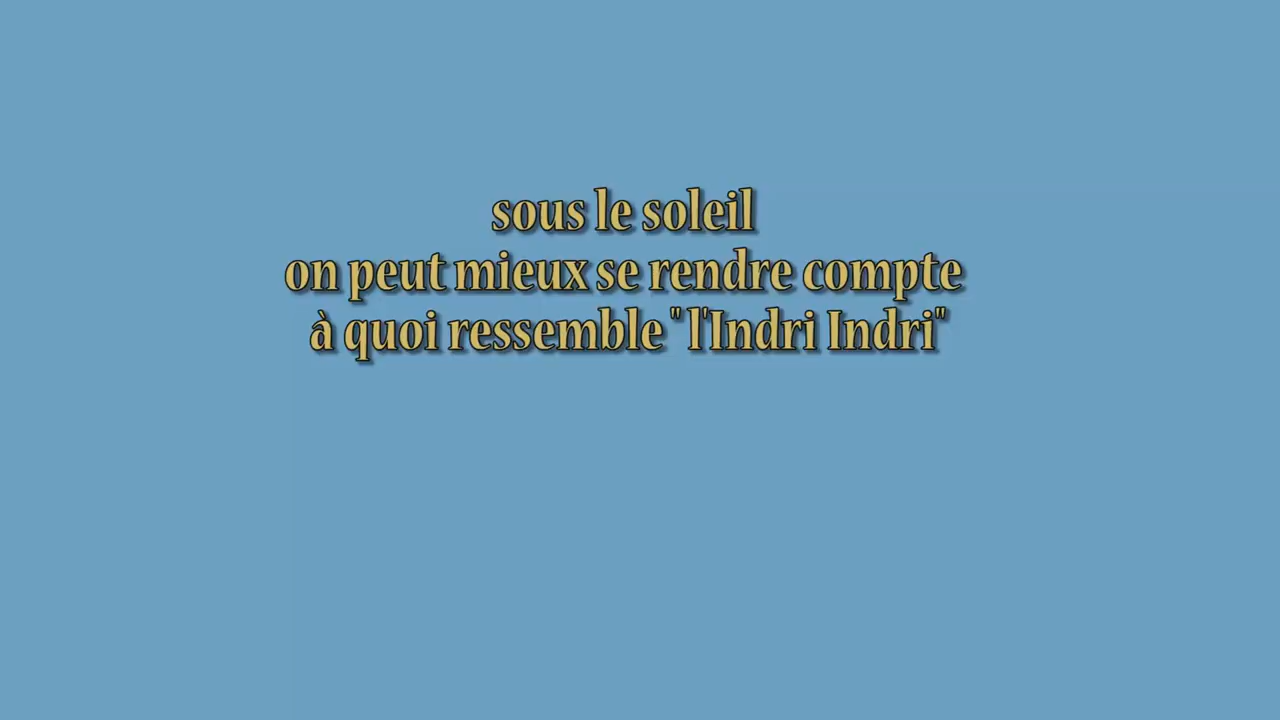 sous le soleil
on peut mieux se rendre compte
à quoi ressemble " l'Indri Indri"